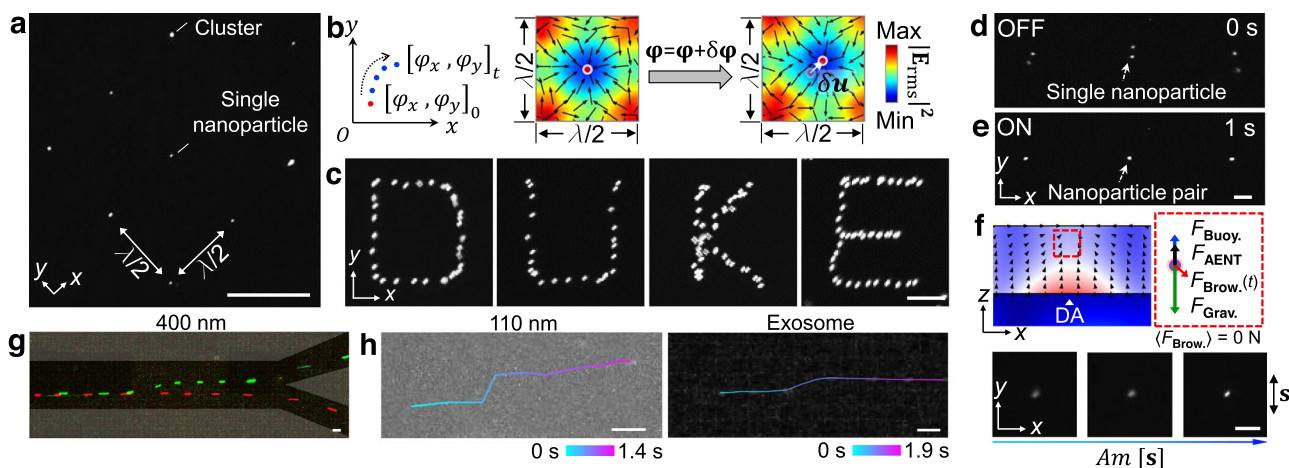 a
Cluster
Single
nanoparticle
λ/2
λ/2
y
x
b
y
[φx , φy]t
[φx , φy]0
O
x
λ/2
λ/2
φ=φ+δφ
λ/2
δu
λ/2
Max
Min
|Erms|²
c
y
x
d
OFF
0 s
Single nanoparticle
e
ON
1 s
y
x
Nanoparticle pair
f
z
x
DA
FBuoy.
FAENT
FBrow.(t)
FGrav.
⟨FBrow.⟩ = 0 N
y
x
s
Am [s]
400 nm
g
110 nm
Exosome
h
0 s
1.4 s
0 s
1.9 s